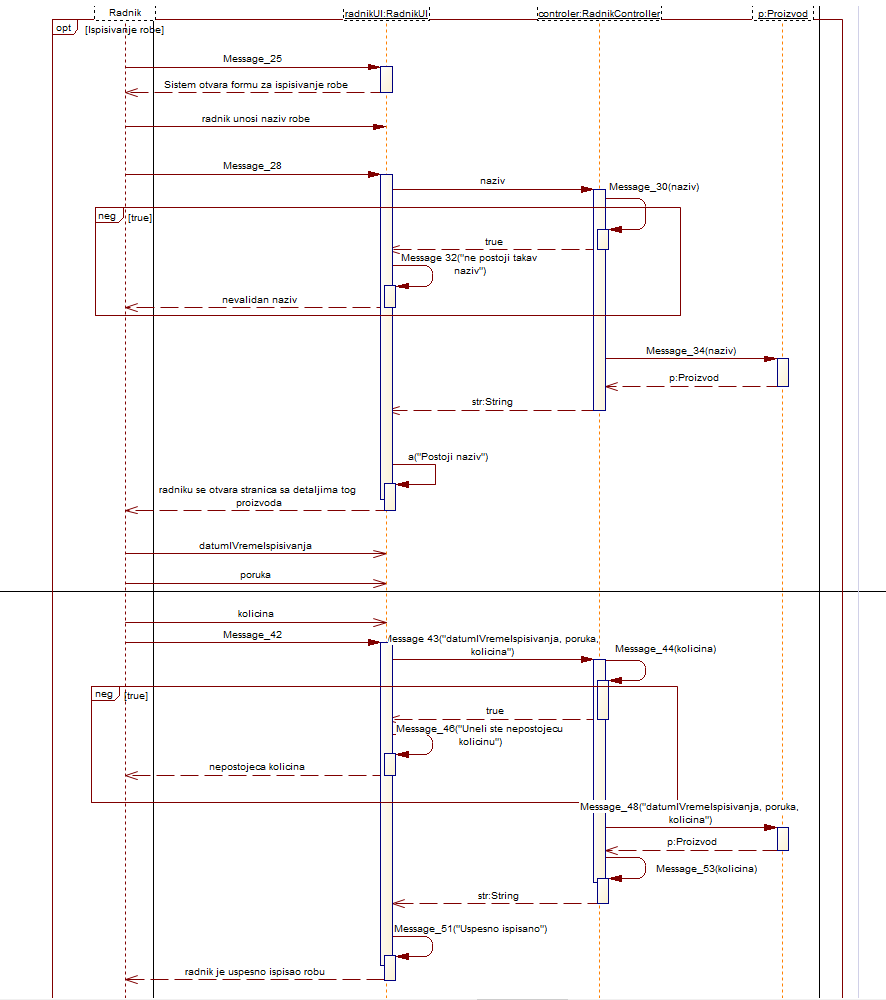 Radnik
radnikUI:RadnikUI
controler:RadnikController
p:Proizvod
opt
[Ispisivanje robe]
Message_25
Sistem otvara formu za ispisivanje robe
radnik unosi naziv robe
Message_28
naziv
Message_30(naziv)
neg
[true]
true
Message 32("ne postoji takav
naziv")
nevalidan naziv
Message_34(naziv)
p:Proizvod
str:String
a("Postoji naziv")
radniku se otvara stranica sa detaljima tog
proizvoda
datumIVremeIspisivanja
poruka
kolicina
Message_42
Message 43("datumIVremeIspisivanja, poruka,
kolicina")
Message_44(kolicina)
neg
[true]
true
Message_46("Uneli ste nepostojecu
kolicinu")
nepostojeca kolicina
Message_48("datumIVremeIspisivanja, poruka,
kolicina")
p:Proizvod
Message_53(kolicina)
str:String
Message_51("Uspesno ispisano")
radnik je uspesno ispisao robu